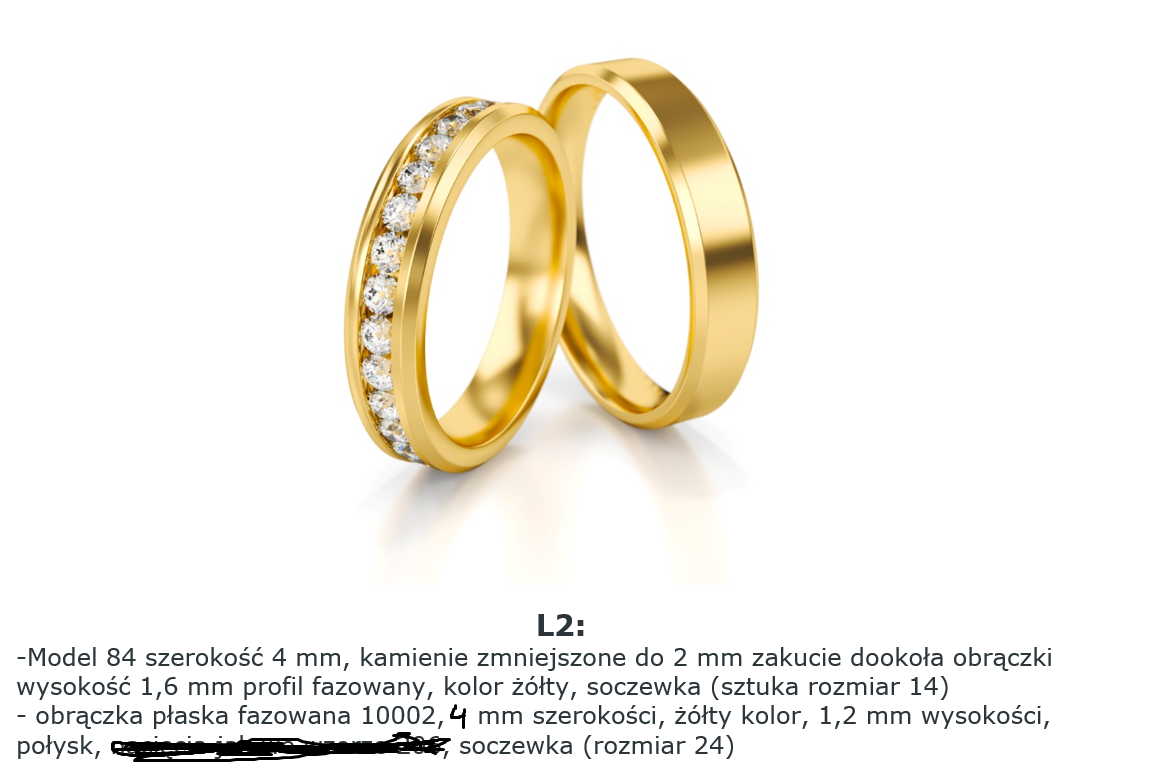 L2:
-Model 84 szerokość 4 mm, kamienie zmniejszone do 2 mm zakucie dookoła obrączki
wysokość 1,6 mm profil fazowany, kolor żółty, soczewka (sztuka rozmiar 14)
- obrączka płaska fazowana 10002, 4 mm szerokości, żółty kolor, 1,2 mm wysokości,
połysk, , soczewka (rozmiar 24)